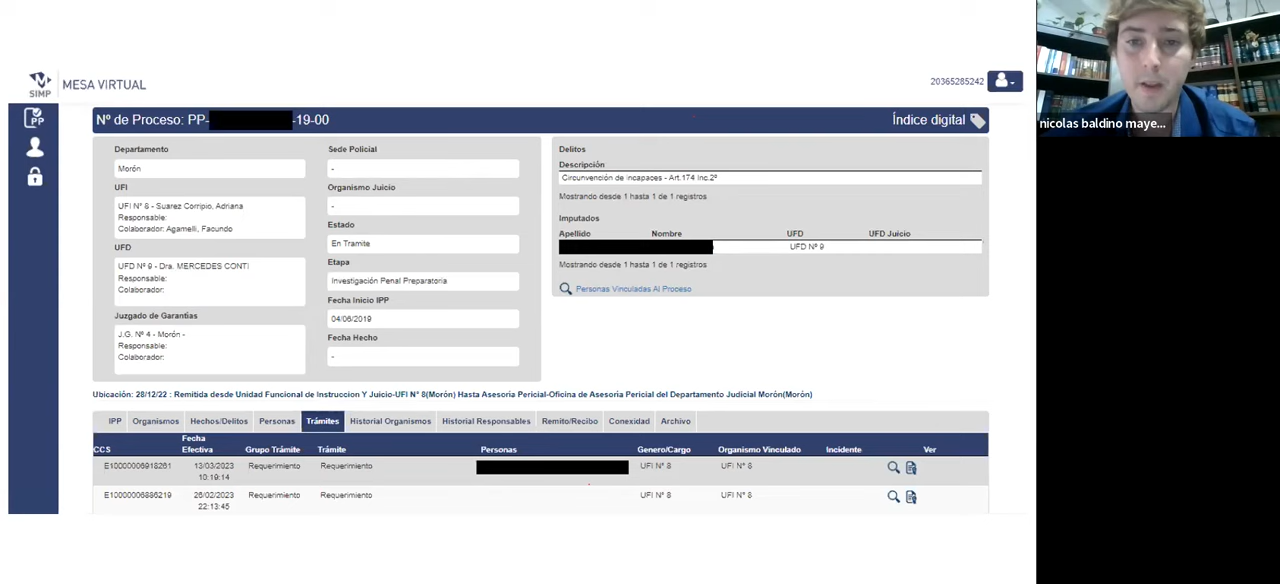 SIMP
MESA VIRTUAL
20365285242
PP
Nº de Proceso: PP- -19-00
Índice digital
Departamento
Morón
UFI
UFI Nº 8 - Suarez Corripio, Adriana
Responsable:
Colaborador: Agamelli, Facundo
UFD
UFD Nº 9 - Dra. MERCEDES CONTI
Responsable:
Colaborador:
Juzgado de Garantías
J.G. Nº 4 - Morón -
Responsable:
Colaborador:
Sede Policial
-
Organismo Juicio
-
Estado
En Tramite
Etapa
Investigación Penal Preparatoria
Fecha Inicio IPP
04/06/2019
Fecha Hecho
-
Delitos
Descripción
Circunvención de Incapaces - Art.174 Inc.2º
Mostrando desde 1 hasta 1 de 1 registros
Imputados
Apellido Nombre UFD UFD Juicio
UFD Nº 9
Mostrando desde 1 hasta 1 de 1 registros
Personas Vinculadas Al Proceso
Ubicación: 28/12/22 : Remitida desde Unidad Funcional de Instruccion Y Juicio-UFI Nº 8(Morón) Hasta Asesoria Pericial-Oficina de Asesoria Pericial del Departamento Judicial Morón(Morón)
IPP Organismos Hechos/Delitos Personas Trámites Historial Organismos Historial Responsables Remito/Recibo Conexidad Archivo
CCS Fecha Efectiva Grupo Trámite Trámite Personas Genero/Cargo Organismo Vinculado Incidente Ver
E10000006918261 13/03/2023 Requerimiento Requerimiento UFI Nº 8 UFI Nº 8
10:19:14
E10000006886219 26/02/2023 Requerimiento Requerimiento UFI Nº 8 UFI Nº 8
22:13:45
nicolas baldino maye...